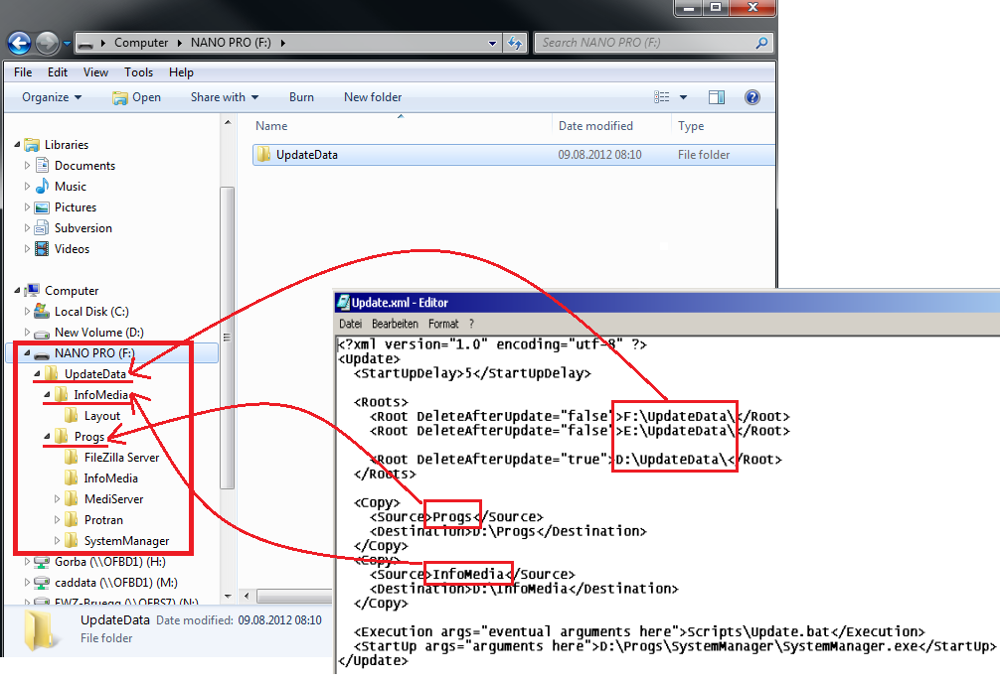 Computer ▸ NANO PRO (F:) ▸
Search NANO PRO (F:)
File Edit View Tools Help
Organize Open Share with Burn New folder
Name Date modified Type
UpdateData 09.08.2012 08:10 File folder
Libraries
Documents
Music
Pictures
Subversion
Videos
Computer
Local Disk (C:)
New Volume (D:)
NANO PRO (F:)
UpdateData
InfoMedia
Layout
Progs
FileZilla Server
InfoMedia
MediServer
Protran
SystemManager
Gorba (\\OFBD1) (H:)
caddata (\\OFBD1) (M:)
FWZ-Bruegg (\\OFBS7) (N:)
UpdateData Date modified: 09.08.2012 08:10
File folder
Update.xml - Editor
Datei Bearbeiten Format ?
<?xml version="1.0" encoding="utf-8" ?>
<Update>
<StartUpDelay>5</StartUpDelay>
<Roots>
<Root DeleteAfterUpdate="false">F:\UpdateData\</Root>
<Root DeleteAfterUpdate="false">E:\UpdateData\</Root>
<Root DeleteAfterUpdate="true">D:\UpdateData\</Root>
</Roots>
<Copy>
<Source>Progs</Source>
<Destination>D:\Progs</Destination>
</Copy>
<Copy>
<Source>InfoMedia</Source>
<Destination>D:\InfoMedia</Destination>
</Copy>
<Execution args="eventual arguments here">Scripts\Update.bat</Execution>
<StartUp args="arguments here">D:\Progs\SystemManager\SystemManager.exe</StartUp>
</Update>